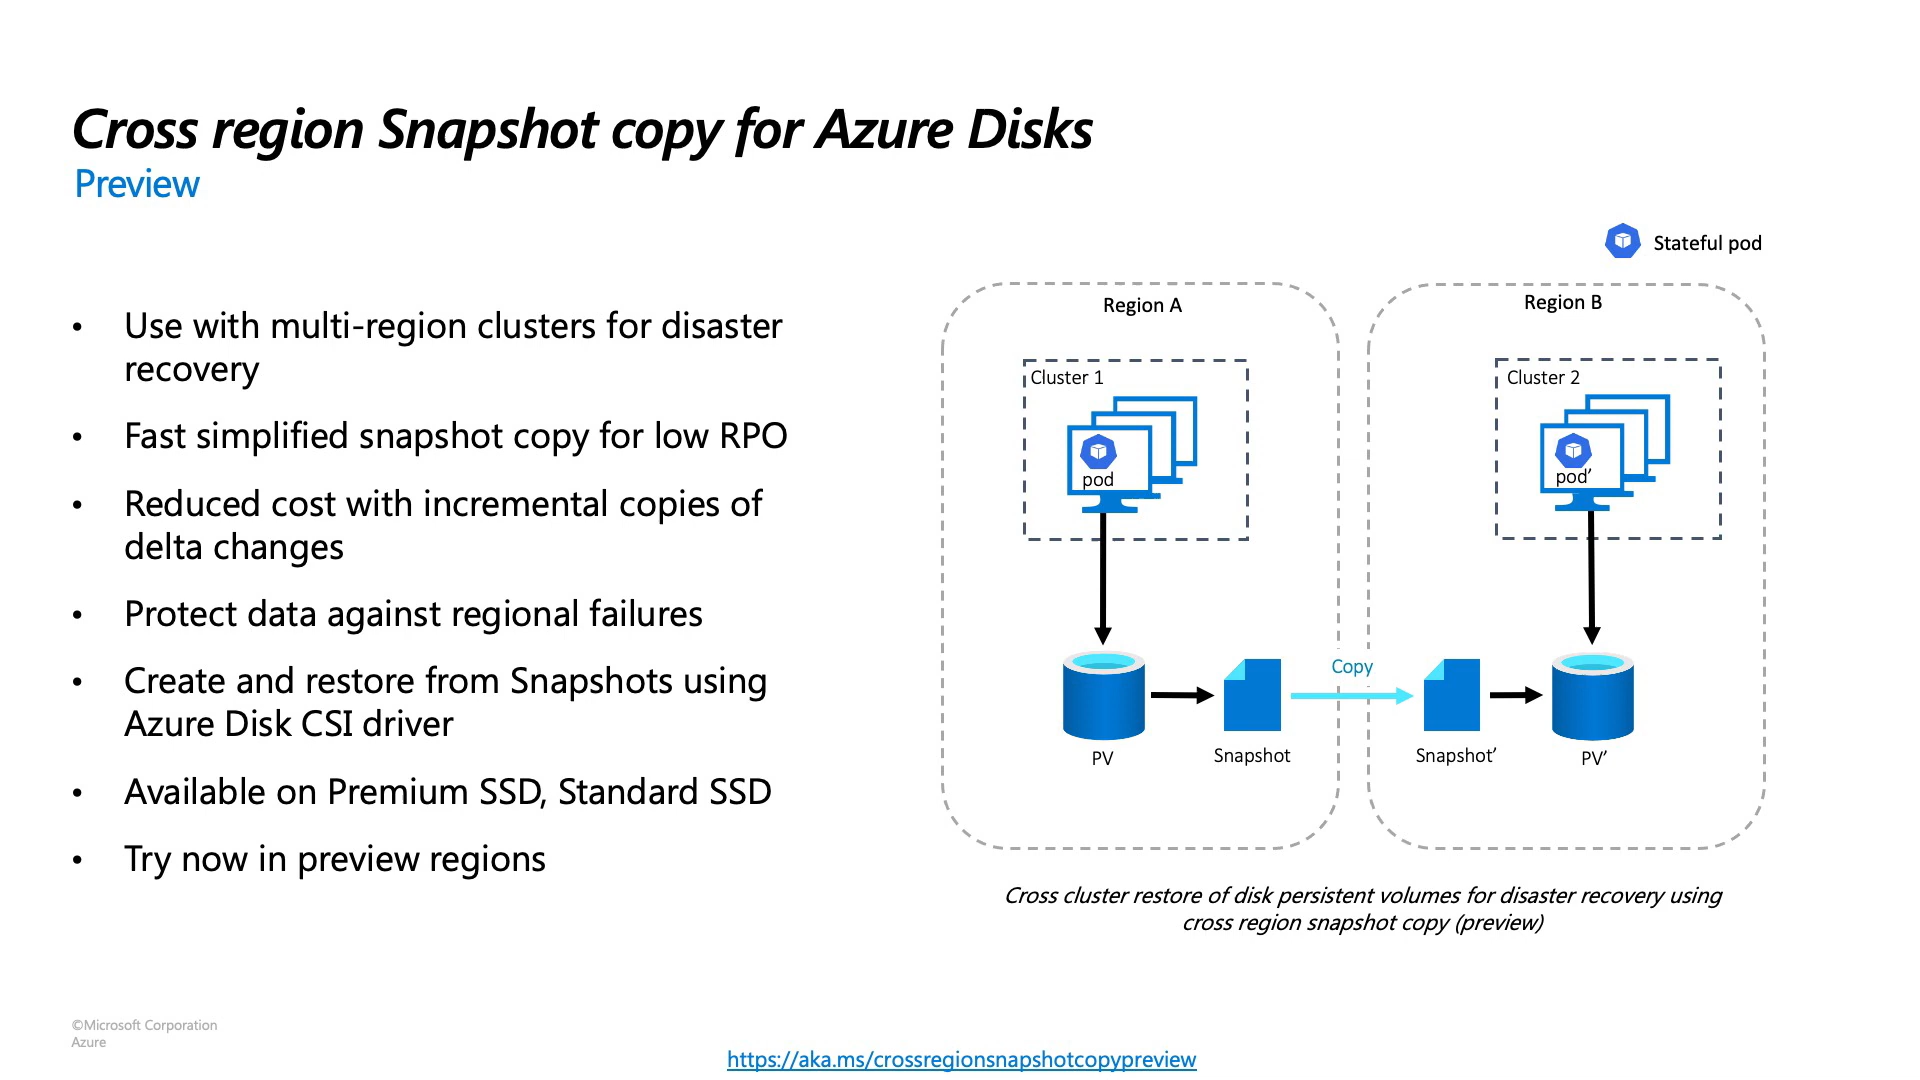 Cross region Snapshot copy for Azure Disks
Preview
• Use with multi-region clusters for disaster
recovery
• Fast simplified snapshot copy for low RPO
• Reduced cost with incremental copies of
delta changes
• Protect data against regional failures
• Create and restore from Snapshots using
Azure Disk CSI driver
• Available on Premium SSD, Standard SSD
• Try now in preview regions
Stateful pod
Region A
Cluster 1
pod
PV
Snapshot
Copy
Region B
Cluster 2
pod’
Snapshot’
PV’
Cross cluster restore of disk persistent volumes for disaster recovery using
cross region snapshot copy (preview)
©Microsoft Corporation
Azure
https://aka.ms/crossregionsnapshotcopypreview